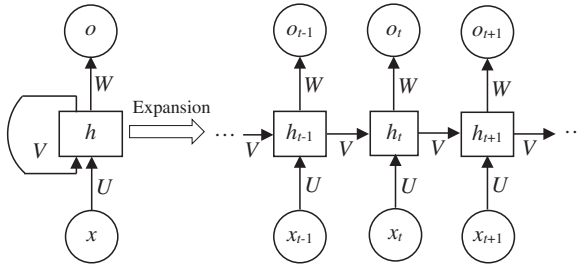 o o_{t-1} o_t o_{t+1}
W W W W
Expansion
h ... h_{t-1} h_t h_{t+1} ..
V V V V V
U U U U
x x_{t-1} x_t x_{t+1}